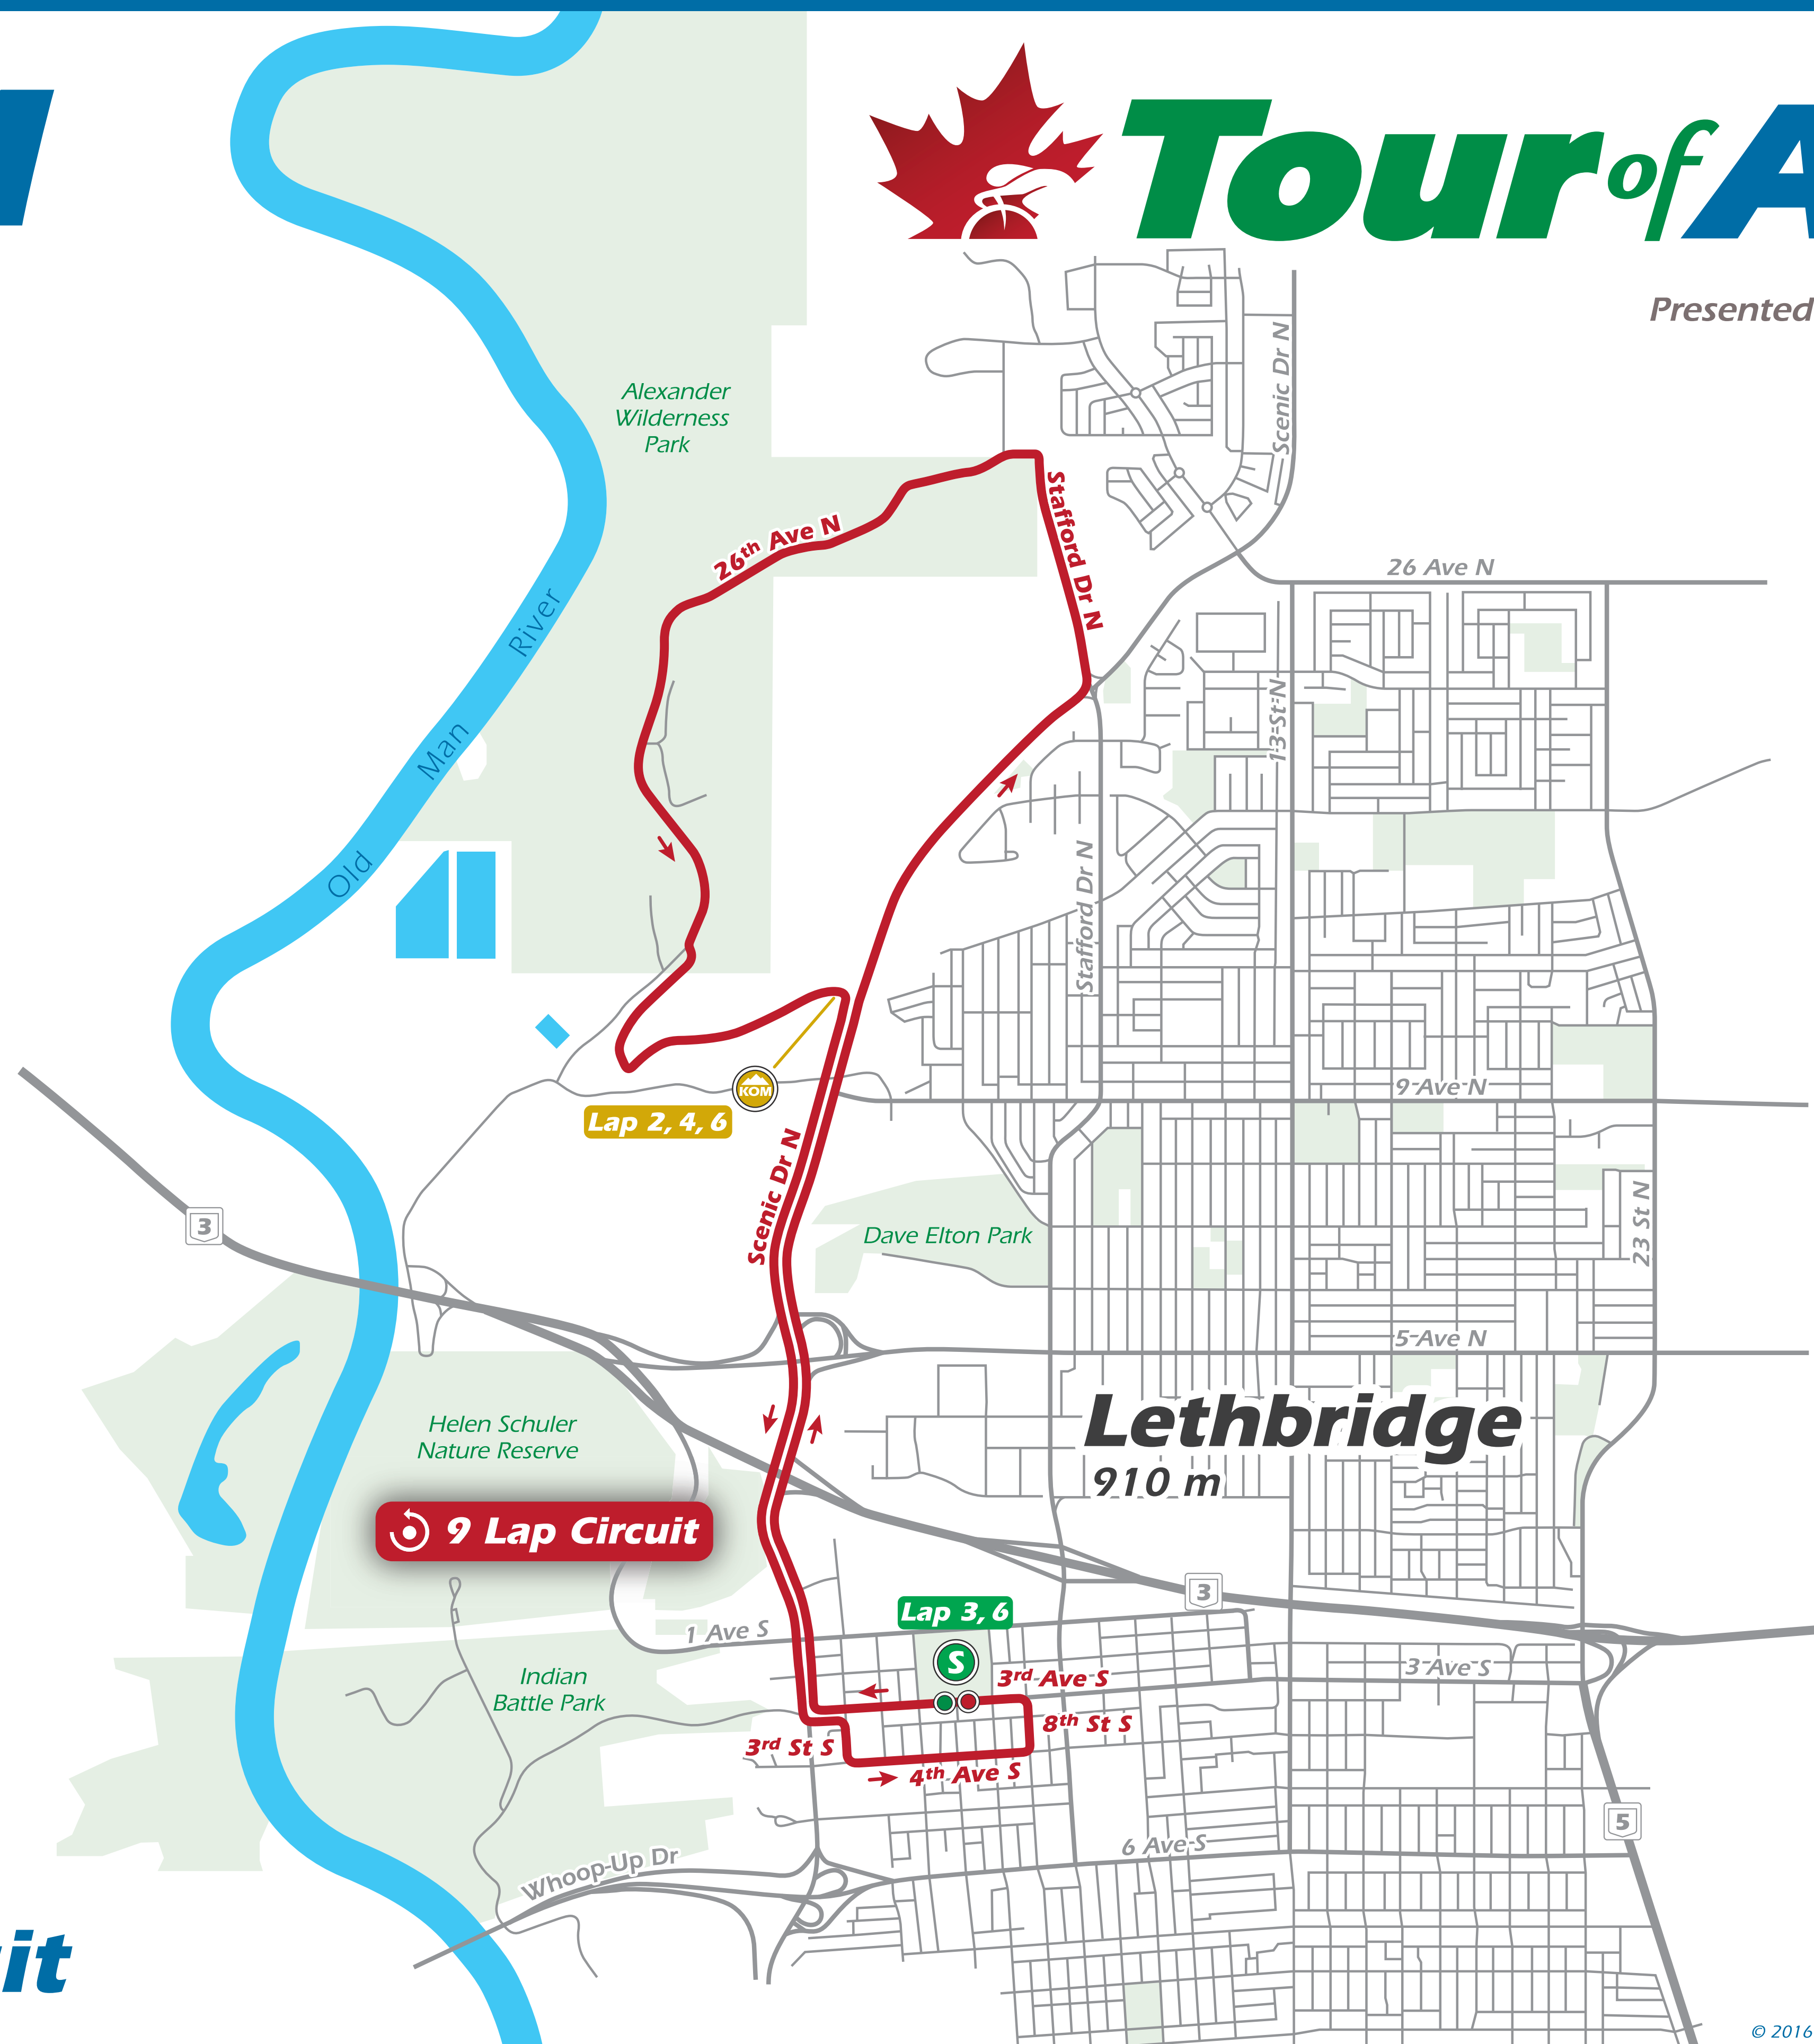 Tour of A
Presented
Alexander
Wilderness
Park
Scenic Dr N
26th Ave N
Stafford Dr N
26 Ave N
River
Man
Old
13 St N
Stafford Dr N
9 Ave N
KOM
Lap 2, 4, 6
Scenic Dr N
Dave Elton Park
23 St N
3
5 Ave N
Lethbridge
910 m
Helen Schuler
Nature Reserve
9 Lap Circuit
3
Lap 3, 6
1 Ave S
S
3rd Ave S
3 Ave S
Indian
Battle Park
8th St S
3rd St S
4th Ave S
5
6 Ave S
Whoop-Up Dr
it
© 2016